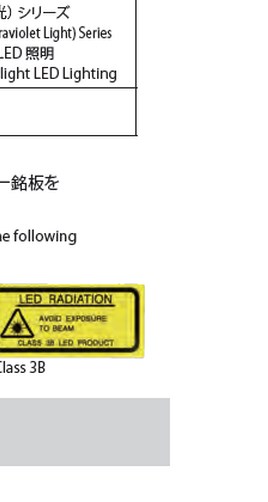 光) シリーズ
raviolet Light) Series
LED 照明
light LED Lighting
ー銘板を
he following
LED RADIATION
AVOID EXPOSURE
TO BEAM
CLASS 3B LED PRODUCT
Class 3B